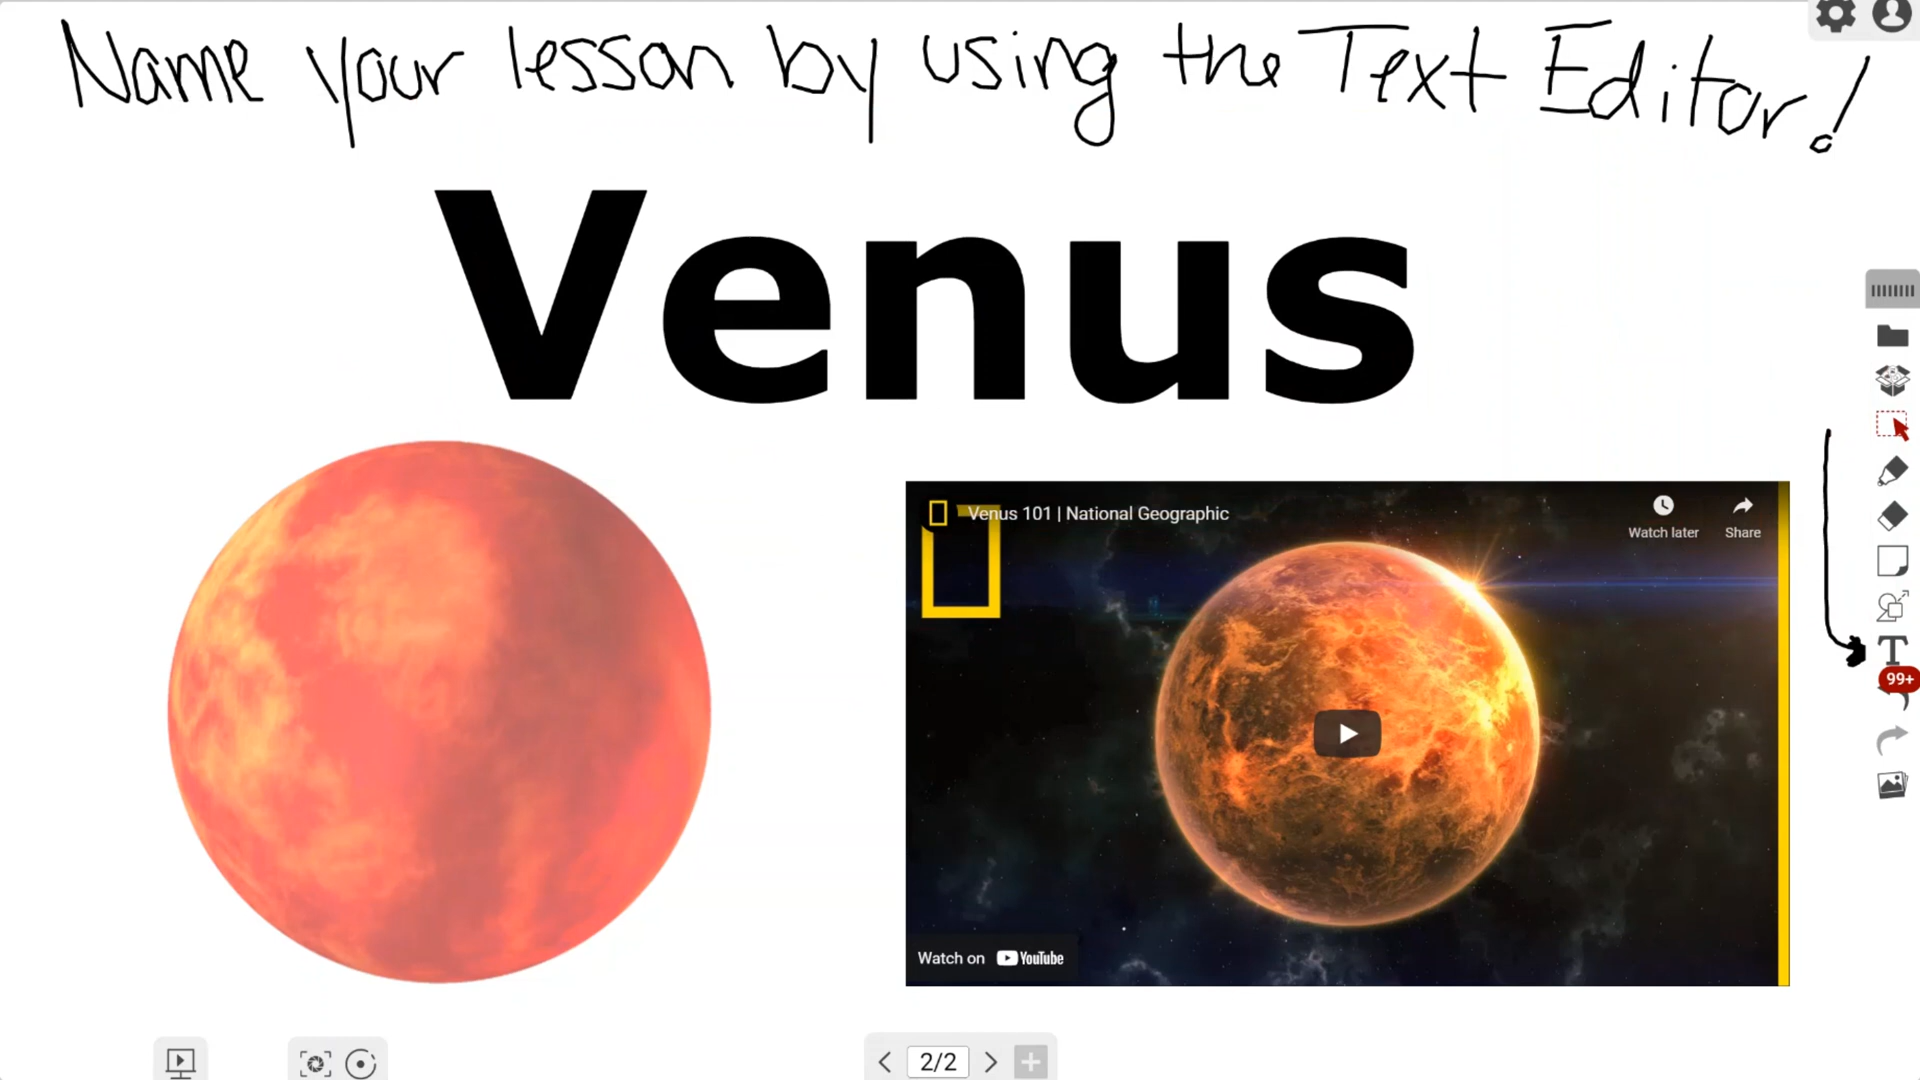 Name your lesson by using the Text Editor!
Venus
Venus 101 | National Geographic
Watch later
Share
T
99+
Watch on YouTube
2/2